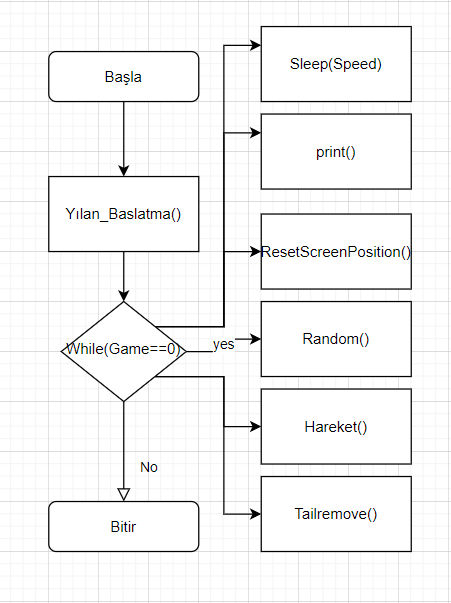 Başla
Yılan_Baslatma()
While(Game==0)
yes
No
Bitir
Sleep(Speed)
print()
ResetScreenPosition()
Random()
Hareket()
Tailremove()